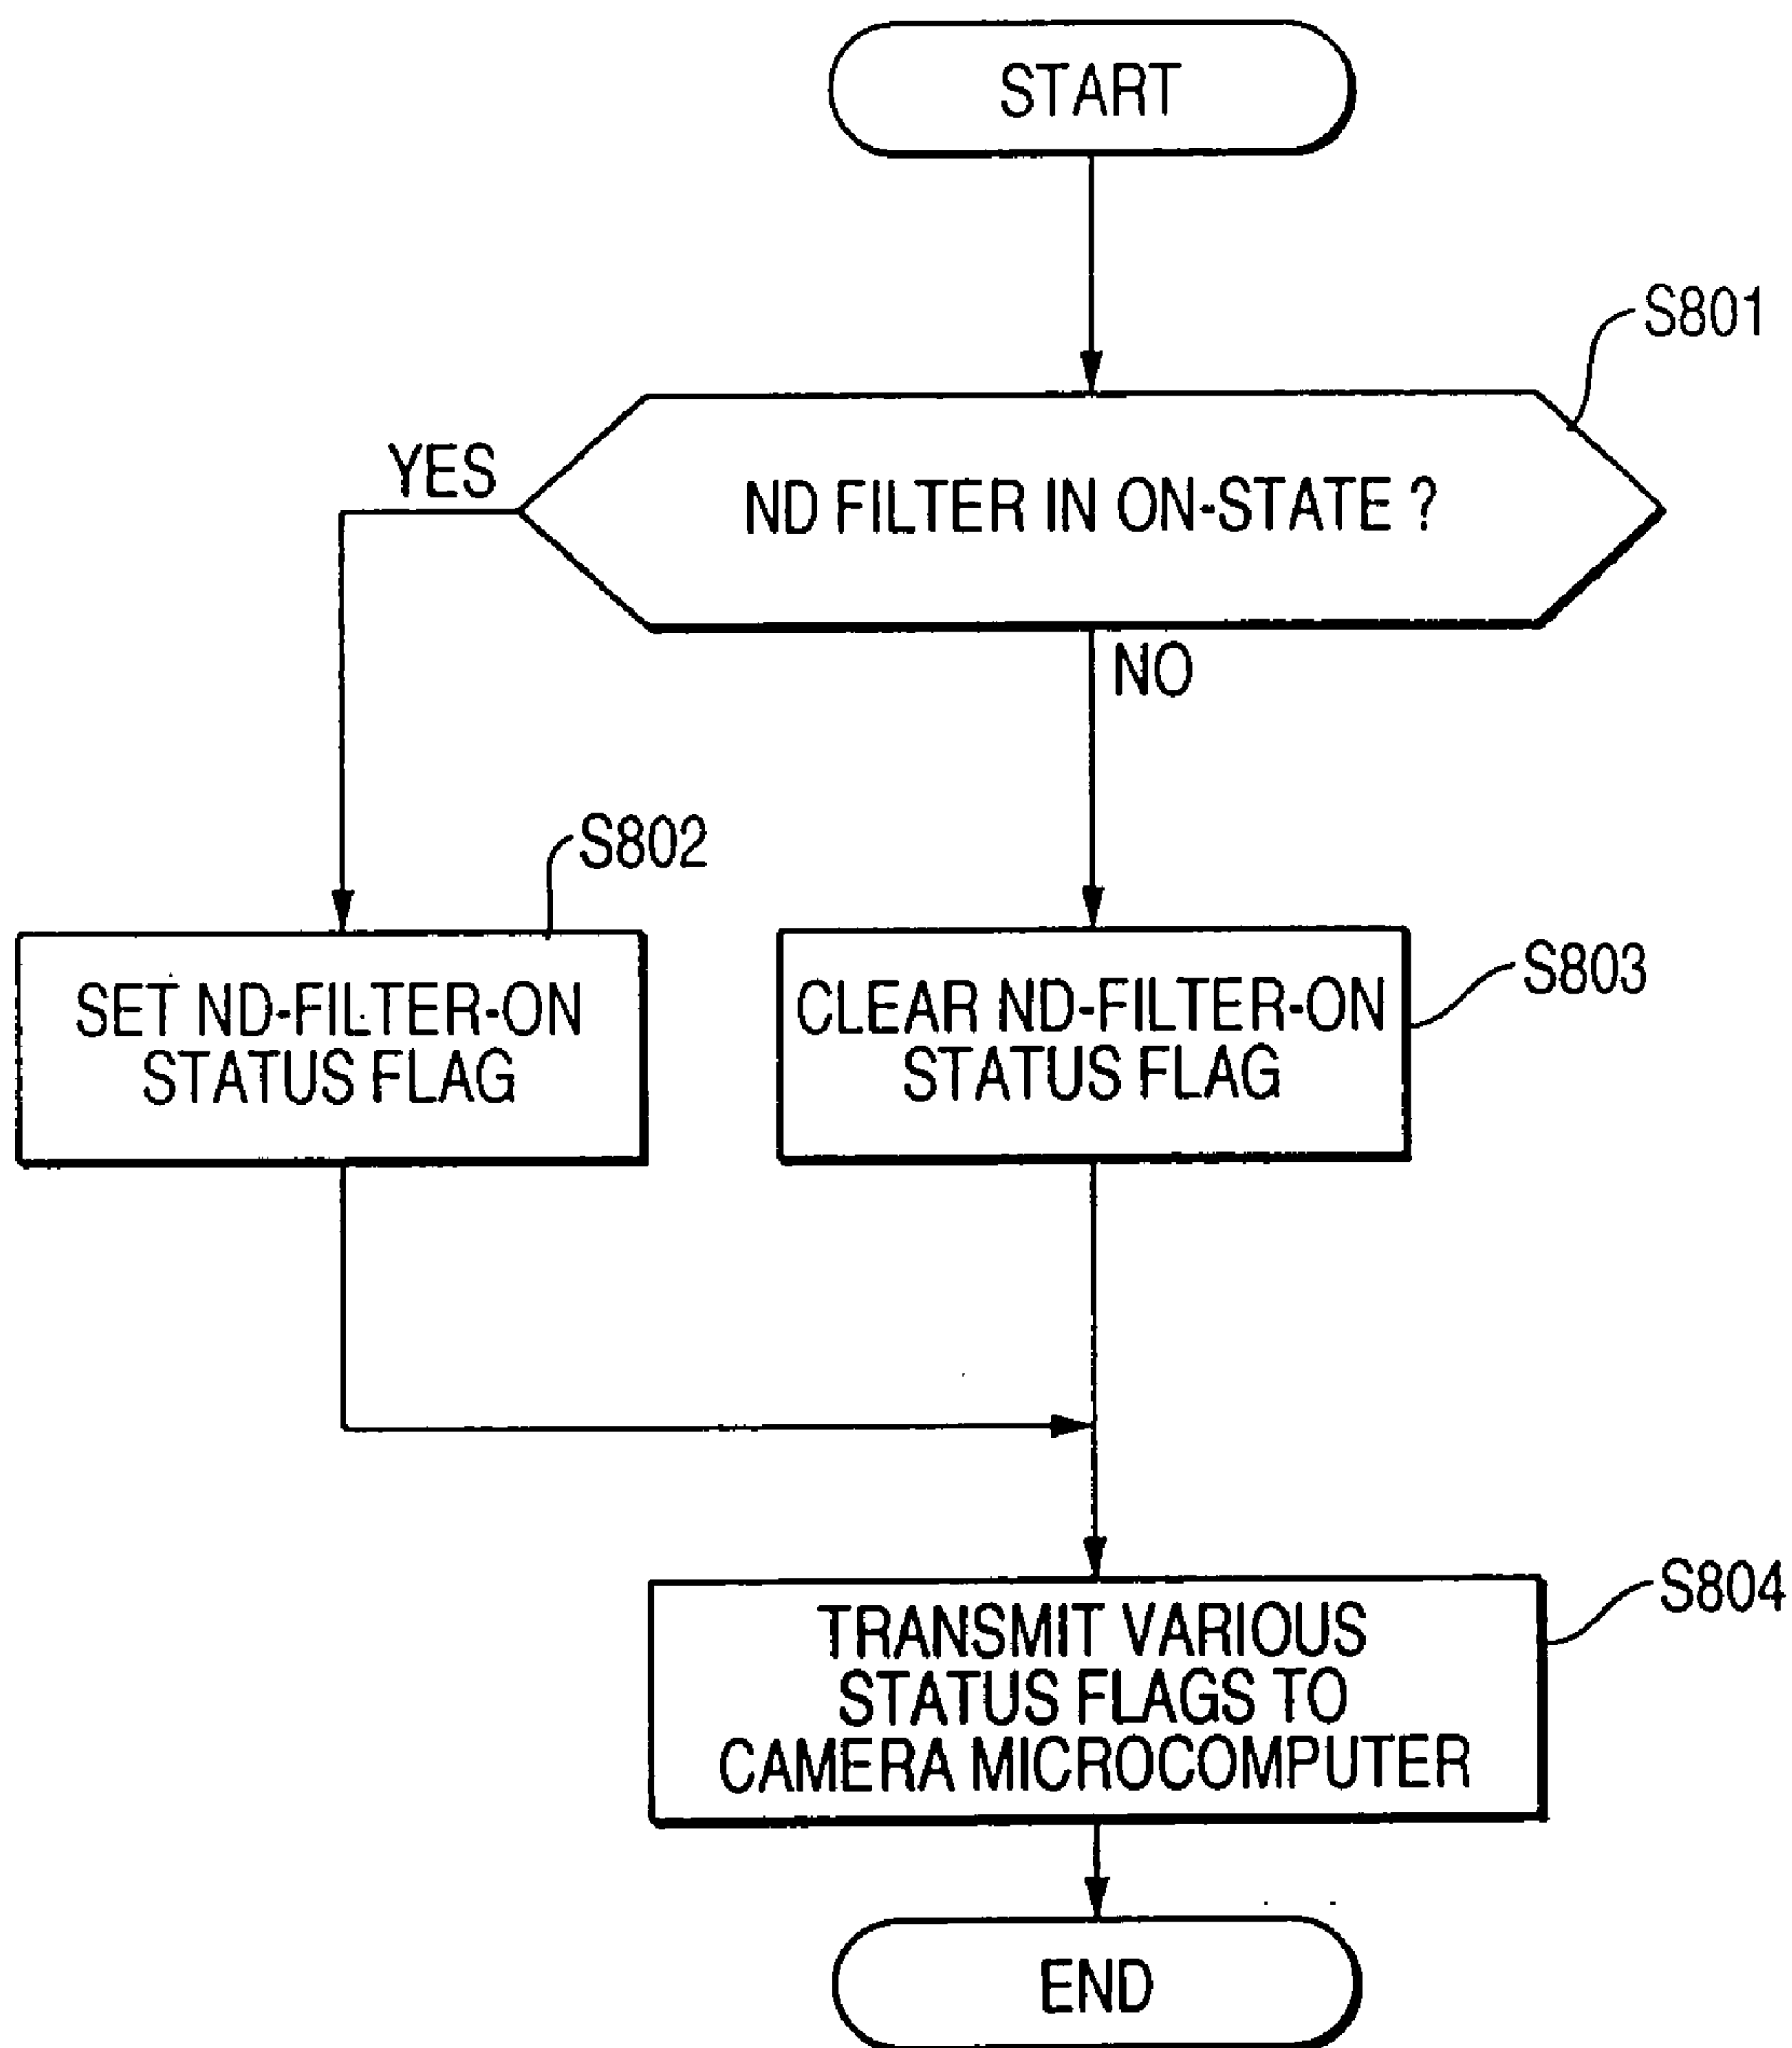 START
S801
YES
ND FILTER IN ON-STATE ?
NO
S802
SET ND-FILTER-ON
STATUS FLAG
S803
CLEAR ND-FILTER-ON
STATUS FLAG
S804
TRANSMIT VARIOUS
STATUS FLAGS TO
CAMERA MICROCOMPUTER
END